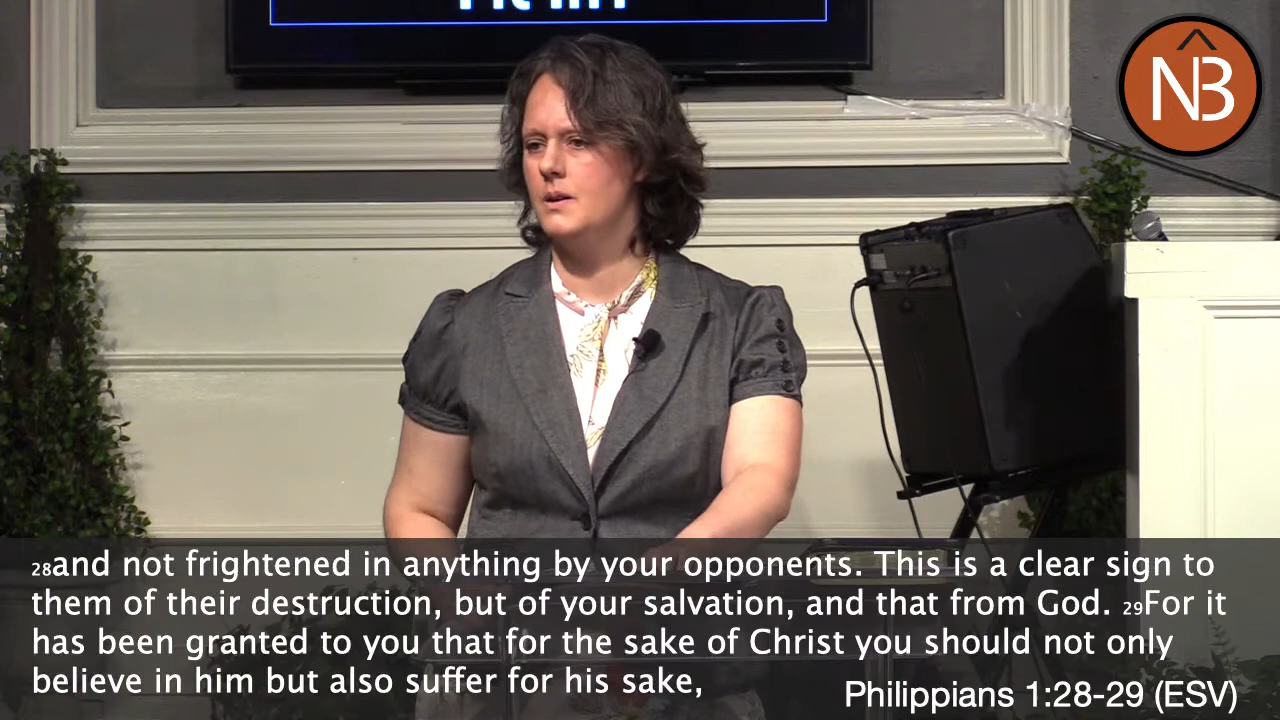 NB
28and not frightened in anything by your opponents. This is a clear sign to
them of their destruction, but of your salvation, and that from God. 29For it
has been granted to you that for the sake of Christ you should not only
believe in him but also suffer for his sake,
Philippians 1:28-29 (ESV)